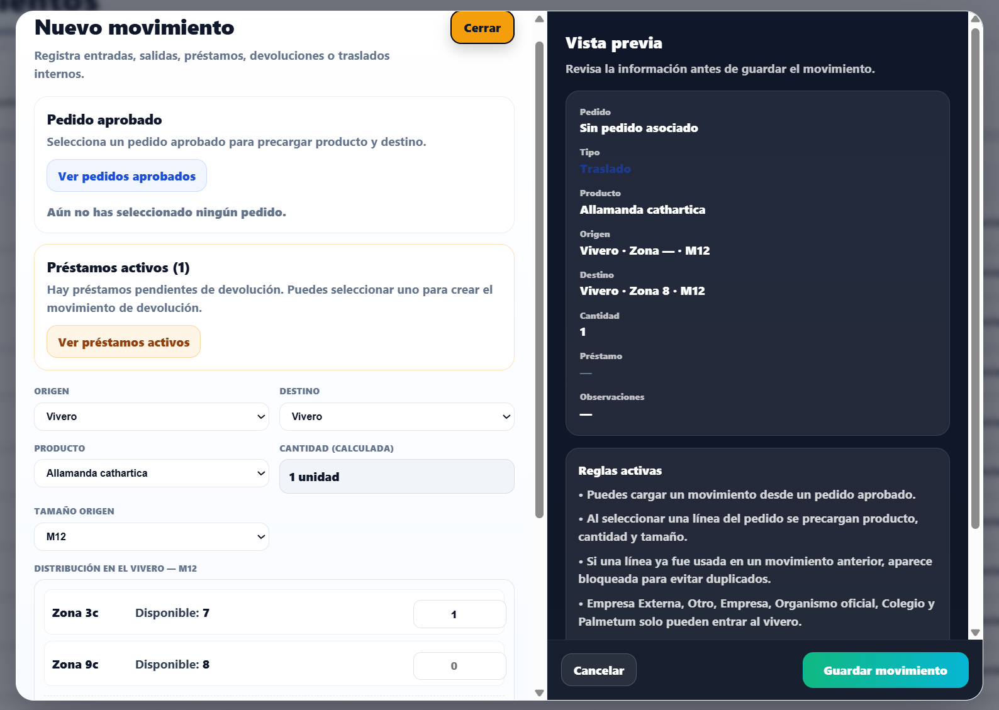 Nuevo movimiento
Cerrar
Registra entradas, salidas, préstamos, devoluciones o traslados
internos.
Pedido aprobado
Selecciona un pedido aprobado para precargar producto y destino.
Ver pedidos aprobados
Aún no has seleccionado ningún pedido.
Préstamos activos (1)
Hay préstamos pendientes de devolución. Puedes seleccionar uno para crear el
movimiento de devolución.
Ver préstamos activos
ORIGEN
DESTINO
Vivero
Vivero
PRODUCTO
CANTIDAD (CALCULADA)
Allamanda cathartica
1 unidad
TAMAÑO ORIGEN
M12
DISTRIBUCIÓN EN EL VIVERO — M12
Zona 3c Disponible: 7 1
Zona 9c Disponible: 8 0
Vista previa
Revisa la información antes de guardar el movimiento.
Pedido
Sin pedido asociado
Tipo
Traslado
Producto
Allamanda cathartica
Origen
Vivero · Zona — · M12
Destino
Vivero · Zona 8 · M12
Cantidad
1
Préstamo
—
Observaciones
—
Reglas activas
• Puedes cargar un movimiento desde un pedido aprobado.
• Al seleccionar una línea del pedido se precargan producto,
cantidad y tamaño.
• Si una línea ya fue usada en un movimiento anterior, aparece
bloqueada para evitar duplicados.
• Empresa Externa, Otro, Empresa, Organismo oficial, Colegio y
Palmetum solo pueden entrar al vivero.
Cancelar
Guardar movimiento